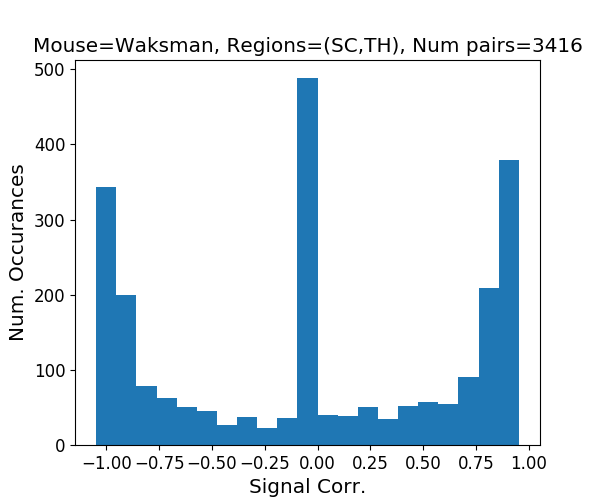 Mouse=Waksman, Regions=(SC,TH), Num pairs=3416
500
400
300
200
100
0
Num. Occurances
−1.00 −0.75 −0.50 −0.25 0.00 0.25 0.50 0.75 1.00
Signal Corr.